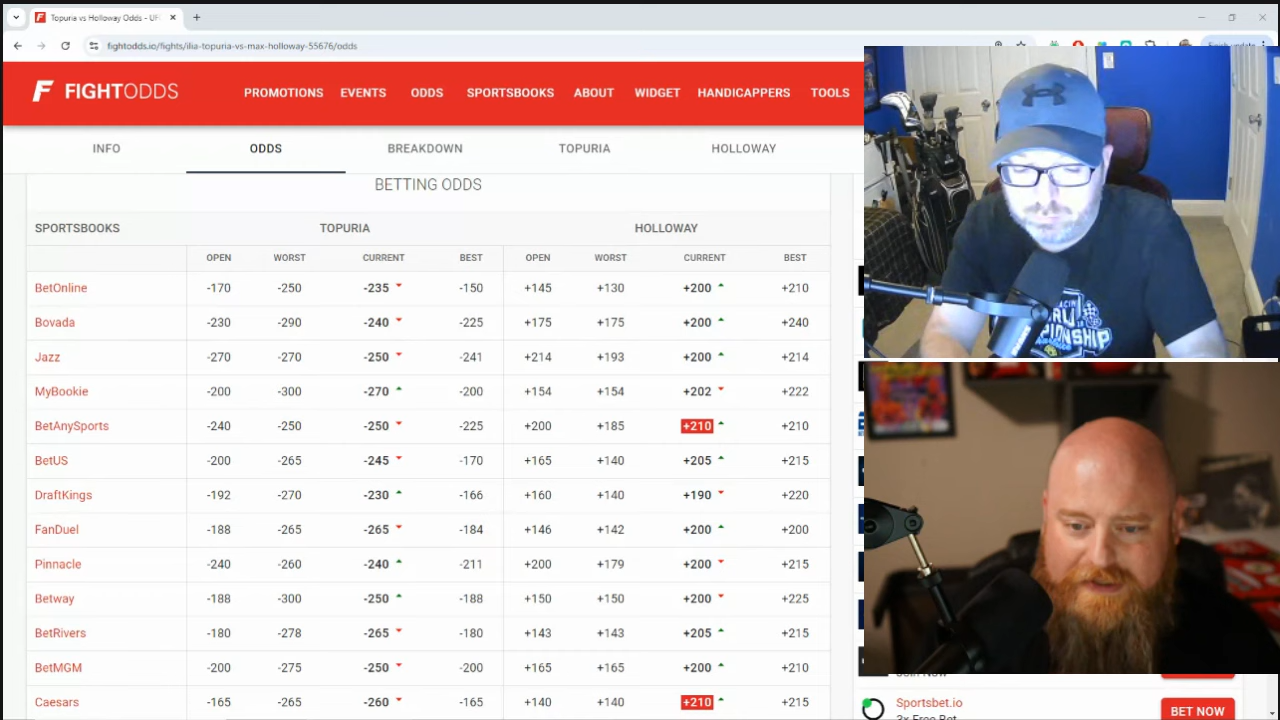 Topuria vs Holloway Odds - UF
fightodds.io/fights/ilia-topuria-vs-max-holloway-55676/odds
Finish update
FIGHTODDS PROMOTIONS EVENTS ODDS SPORTSBOOKS ABOUT WIDGET HANDICAPPERS TOOLS
INFO ODDS BREAKDOWN TOPURIA HOLLOWAY
BETTING ODDS
SPORTSBOOKS TOPURIA HOLLOWAY
OPEN WORST CURRENT BEST OPEN WORST CURRENT BEST
BetOnline -170 -250 -235 -150 +145 +130 +200 +210
Bovada -230 -290 -240 -225 +175 +175 +200 +240
Jazz -270 -270 -250 -241 +214 +193 +200 +214
MyBookie -200 -300 -270 -200 +154 +154 +202 +222
BetAnySports -240 -250 -250 -225 +200 +185 +210 +210
BetUS -200 -265 -245 -170 +165 +140 +205 +215
DraftKings -192 -270 -230 -166 +160 +140 +190 +220
FanDuel -188 -265 -265 -184 +146 +142 +200 +200
Pinnacle -240 -260 -240 -211 +200 +179 +200 +215
Betway -188 -300 -250 -188 +150 +150 +200 +225
BetRivers -180 -278 -265 -180 +143 +143 +205 +215
BetMGM -200 -275 -250 -200 +165 +165 +200 +210
Caesars -165 -265 -260 -165 +140 +140 +210 +215
Join Now
Sportsbet.io
BET NOW
3x Free Bet